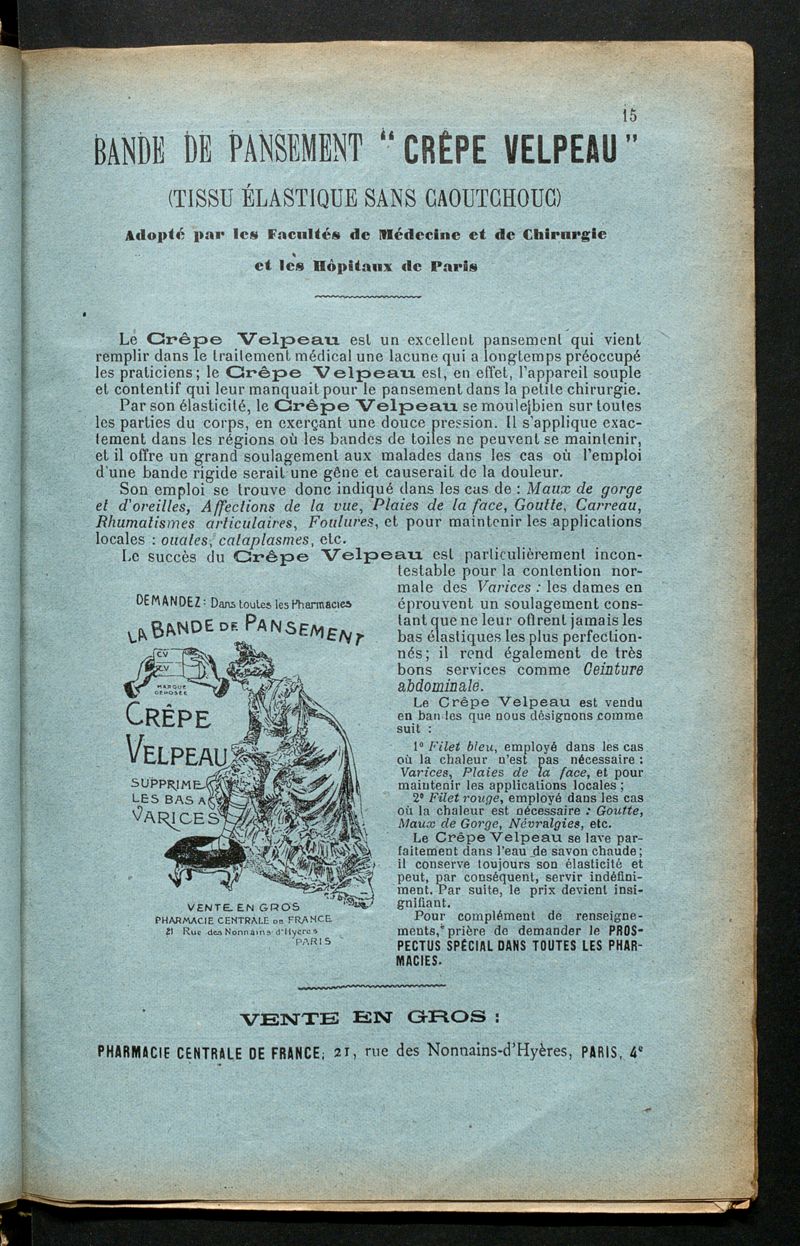 15
BANDE DE PANSEMENT "CRÊPE VELPEAU"
(TISSU ÉLASTIQUE SANS CAOUTCHOUC)
Adopté par les Facultés de Médecine et de Chirurgie
et les Hôpitaux de Paris
Le Crêpe Velpeau est un excellent pansement qui vient
remplir dans le traitement médical une lacune qui a longtemps préoccupé
les praticiens; le Crêpe Velpeau est, en effet, l'appareil souple
et contentif qui leur manquait pour le pansement dans la petite chirurgie.
Par son élasticité, le Crêpe Velpeau se moule bien sur toutes
les parties du corps, en exerçant une douce pression. Il s'applique exac-
tement dans les régions où les bandes de toiles ne peuvent se maintenir,
et il offre un grand soulagement aux malades dans les cas où l'emploi
d'une bande rigide serait une gêne et causerait de la douleur.
Son emploi se trouve donc indiqué dans les cas de : Maux de gorge
et d'oreilles, Affections de la vue, Plaies de la face, Goutte, Carreau,
Rhumatismes articulaires, Foulures, et pour maintenir les applications
locales : ouates, cataplasmes, etc.
Le succès du Crêpe Velpeau est particulièrement incon-
testable pour la contention nor-
male des Varices : les dames en
éprouvent un soulagement cons-
tant que ne leur offrent jamais les
bas élastiques les plus perfection-
nés; il rend également de très
bons services comme Ceinture
abdominale.
Le Crêpe Velpeau est vendu
en bandes que nous désignons comme
suit :
1° Filet bleu, employé dans les cas
où la chaleur n'est pas nécessaire :
Varices, Plaies de la face, et pour
maintenir les applications locales ;
2° Filet rouge, employé dans les cas
où la chaleur est nécessaire : Goutte,
Maux de Gorge, Névralgies, etc.
Le Crêpe Velpeau se lave par-
faitement dans l'eau de savon chaude;
il conserve toujours son élasticité et
peut, par conséquent, servir indéfini-
ment. Par suite, le prix devient insi-
gnifiant.
Pour complément de renseigne-
ments, prière de demander le PROS-
PECTUS SPÉCIAL DANS TOUTES LES PHAR-
MACIES.
DEMANDEZ : Dans toutes les Pharmacies
LA BANDE DE PANSEMENT
CV
CV
MARQUE
DEPOSÉE
CRÊPE
VELPEAU
SUPPRIME
LES BAS A
VARICES
VENTE EN GROS
PHARMACIE CENTRALE DE FRANCE
21 Rue des Nonnains d'Hyères
PARIS
VENTE EN GROS :
PHARMACIE CENTRALE DE FRANCE, 21, rue des Nonnains-d'Hyères, PARIS, 4e